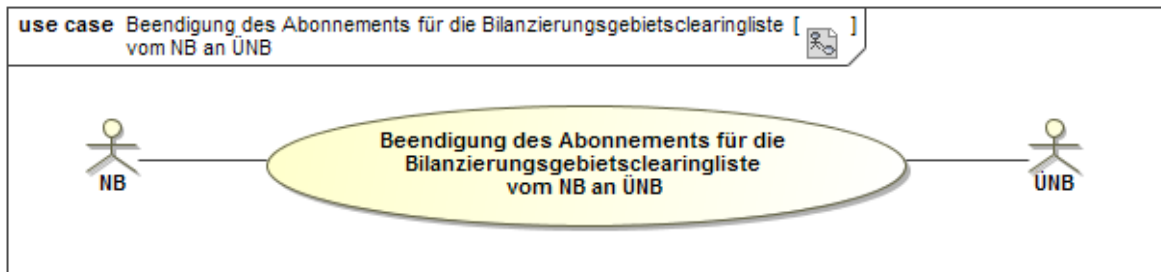 use case Beendigung des Abonnements für die Bilanzierungsgebietsclearingliste [ ]
vom NB an ÜNB
Beendigung des Abonnements für die
Bilanzierungsgebietsclearingliste
vom NB an ÜNB
NB
ÜNB